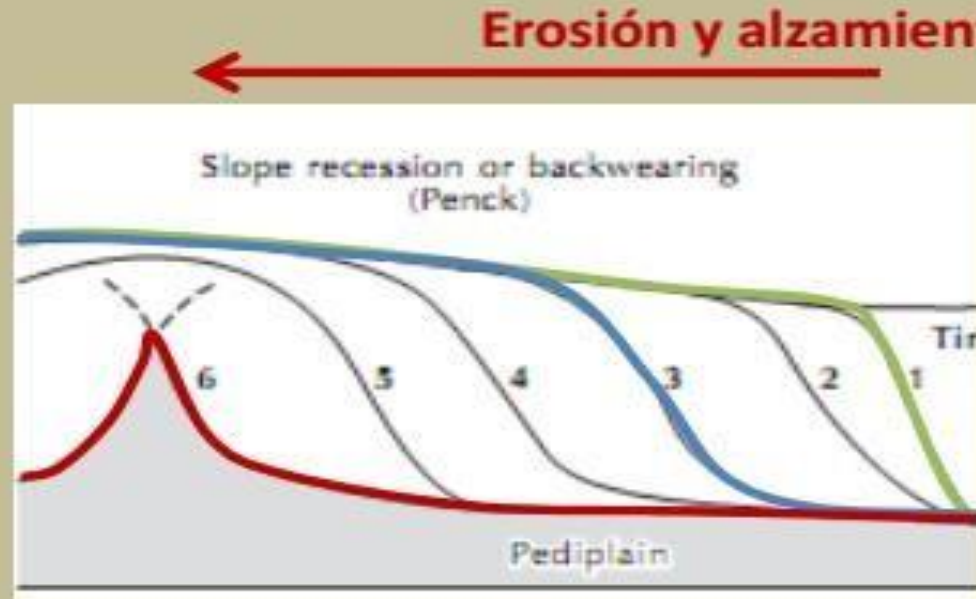 Erosión y alzamien
Slope recession or backwearing
(Penck)
Tir
6 5 4 3 2 1
Pediplain